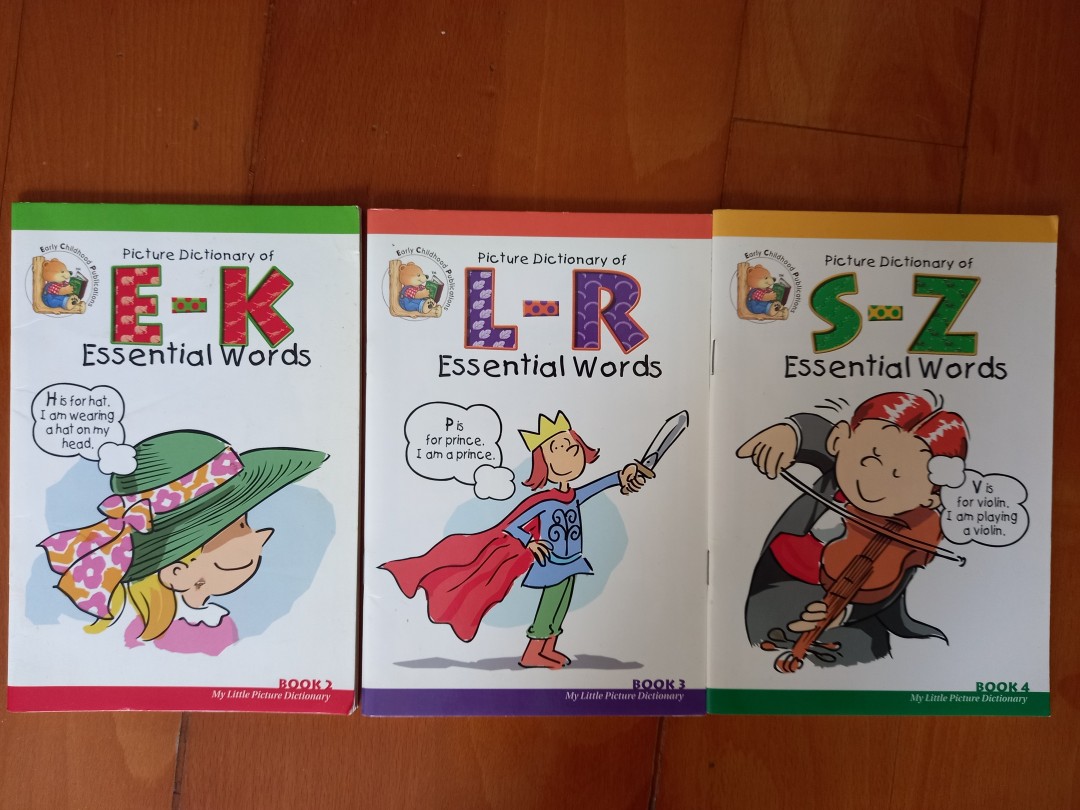 Early Childhood Publications
Picture Dictionary of
E-K
Essential Words
H is for hat.
I am wearing
a hat on my
head.
BOOK 2
My Little Picture Dictionary
Early Childhood Publications
Picture Dictionary of
L-R
Essential Words
P is
for prince.
I am a prince.
BOOK 3
My Little Picture Dictionary
Early Childhood Publications
Picture Dictionary of
S-Z
Essential Words
V is
for violin.
I am playing
a violin.
BOOK 4
My Little Picture Dictionary